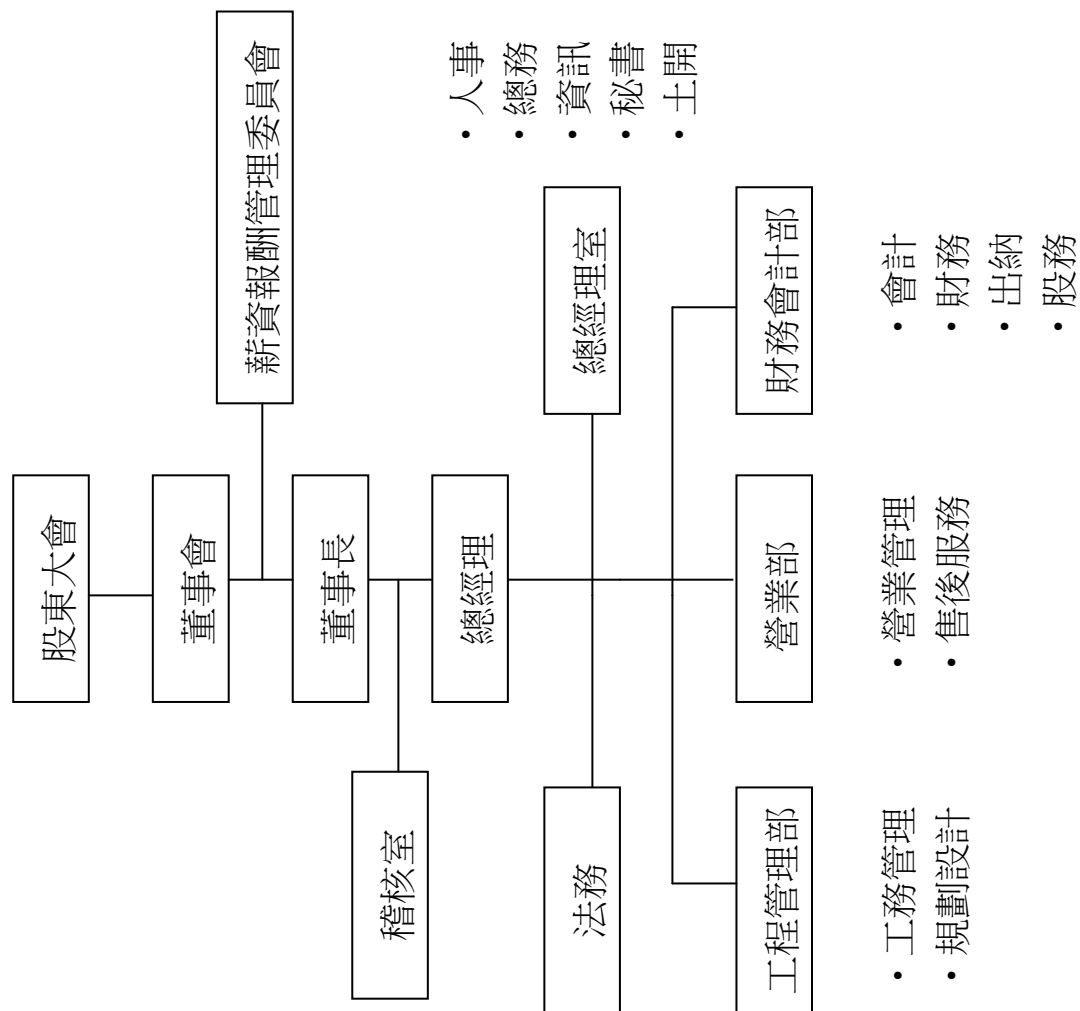 股東大會
董事會
薪資報酬管理委員會
董事長
稽核室
總經理
法務
總經理室
• 人事
• 總務
• 資訊
• 秘書
• 土開
工程管理部
營業部
財務會計部
• 工務管理
• 規劃設計
• 營業管理
• 售後服務
• 會計
• 財務
• 出納
• 股務